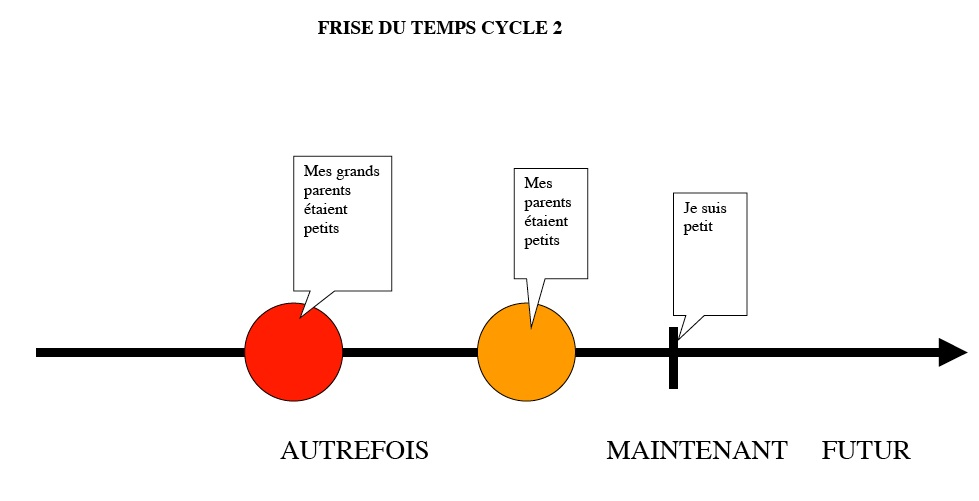 FRISE DU TEMPS CYCLE 2
Mes grands
parents
étaient
petits
Mes
parents
étaient
petits
Je suis
petit
AUTREFOIS
MAINTENANT
FUTUR